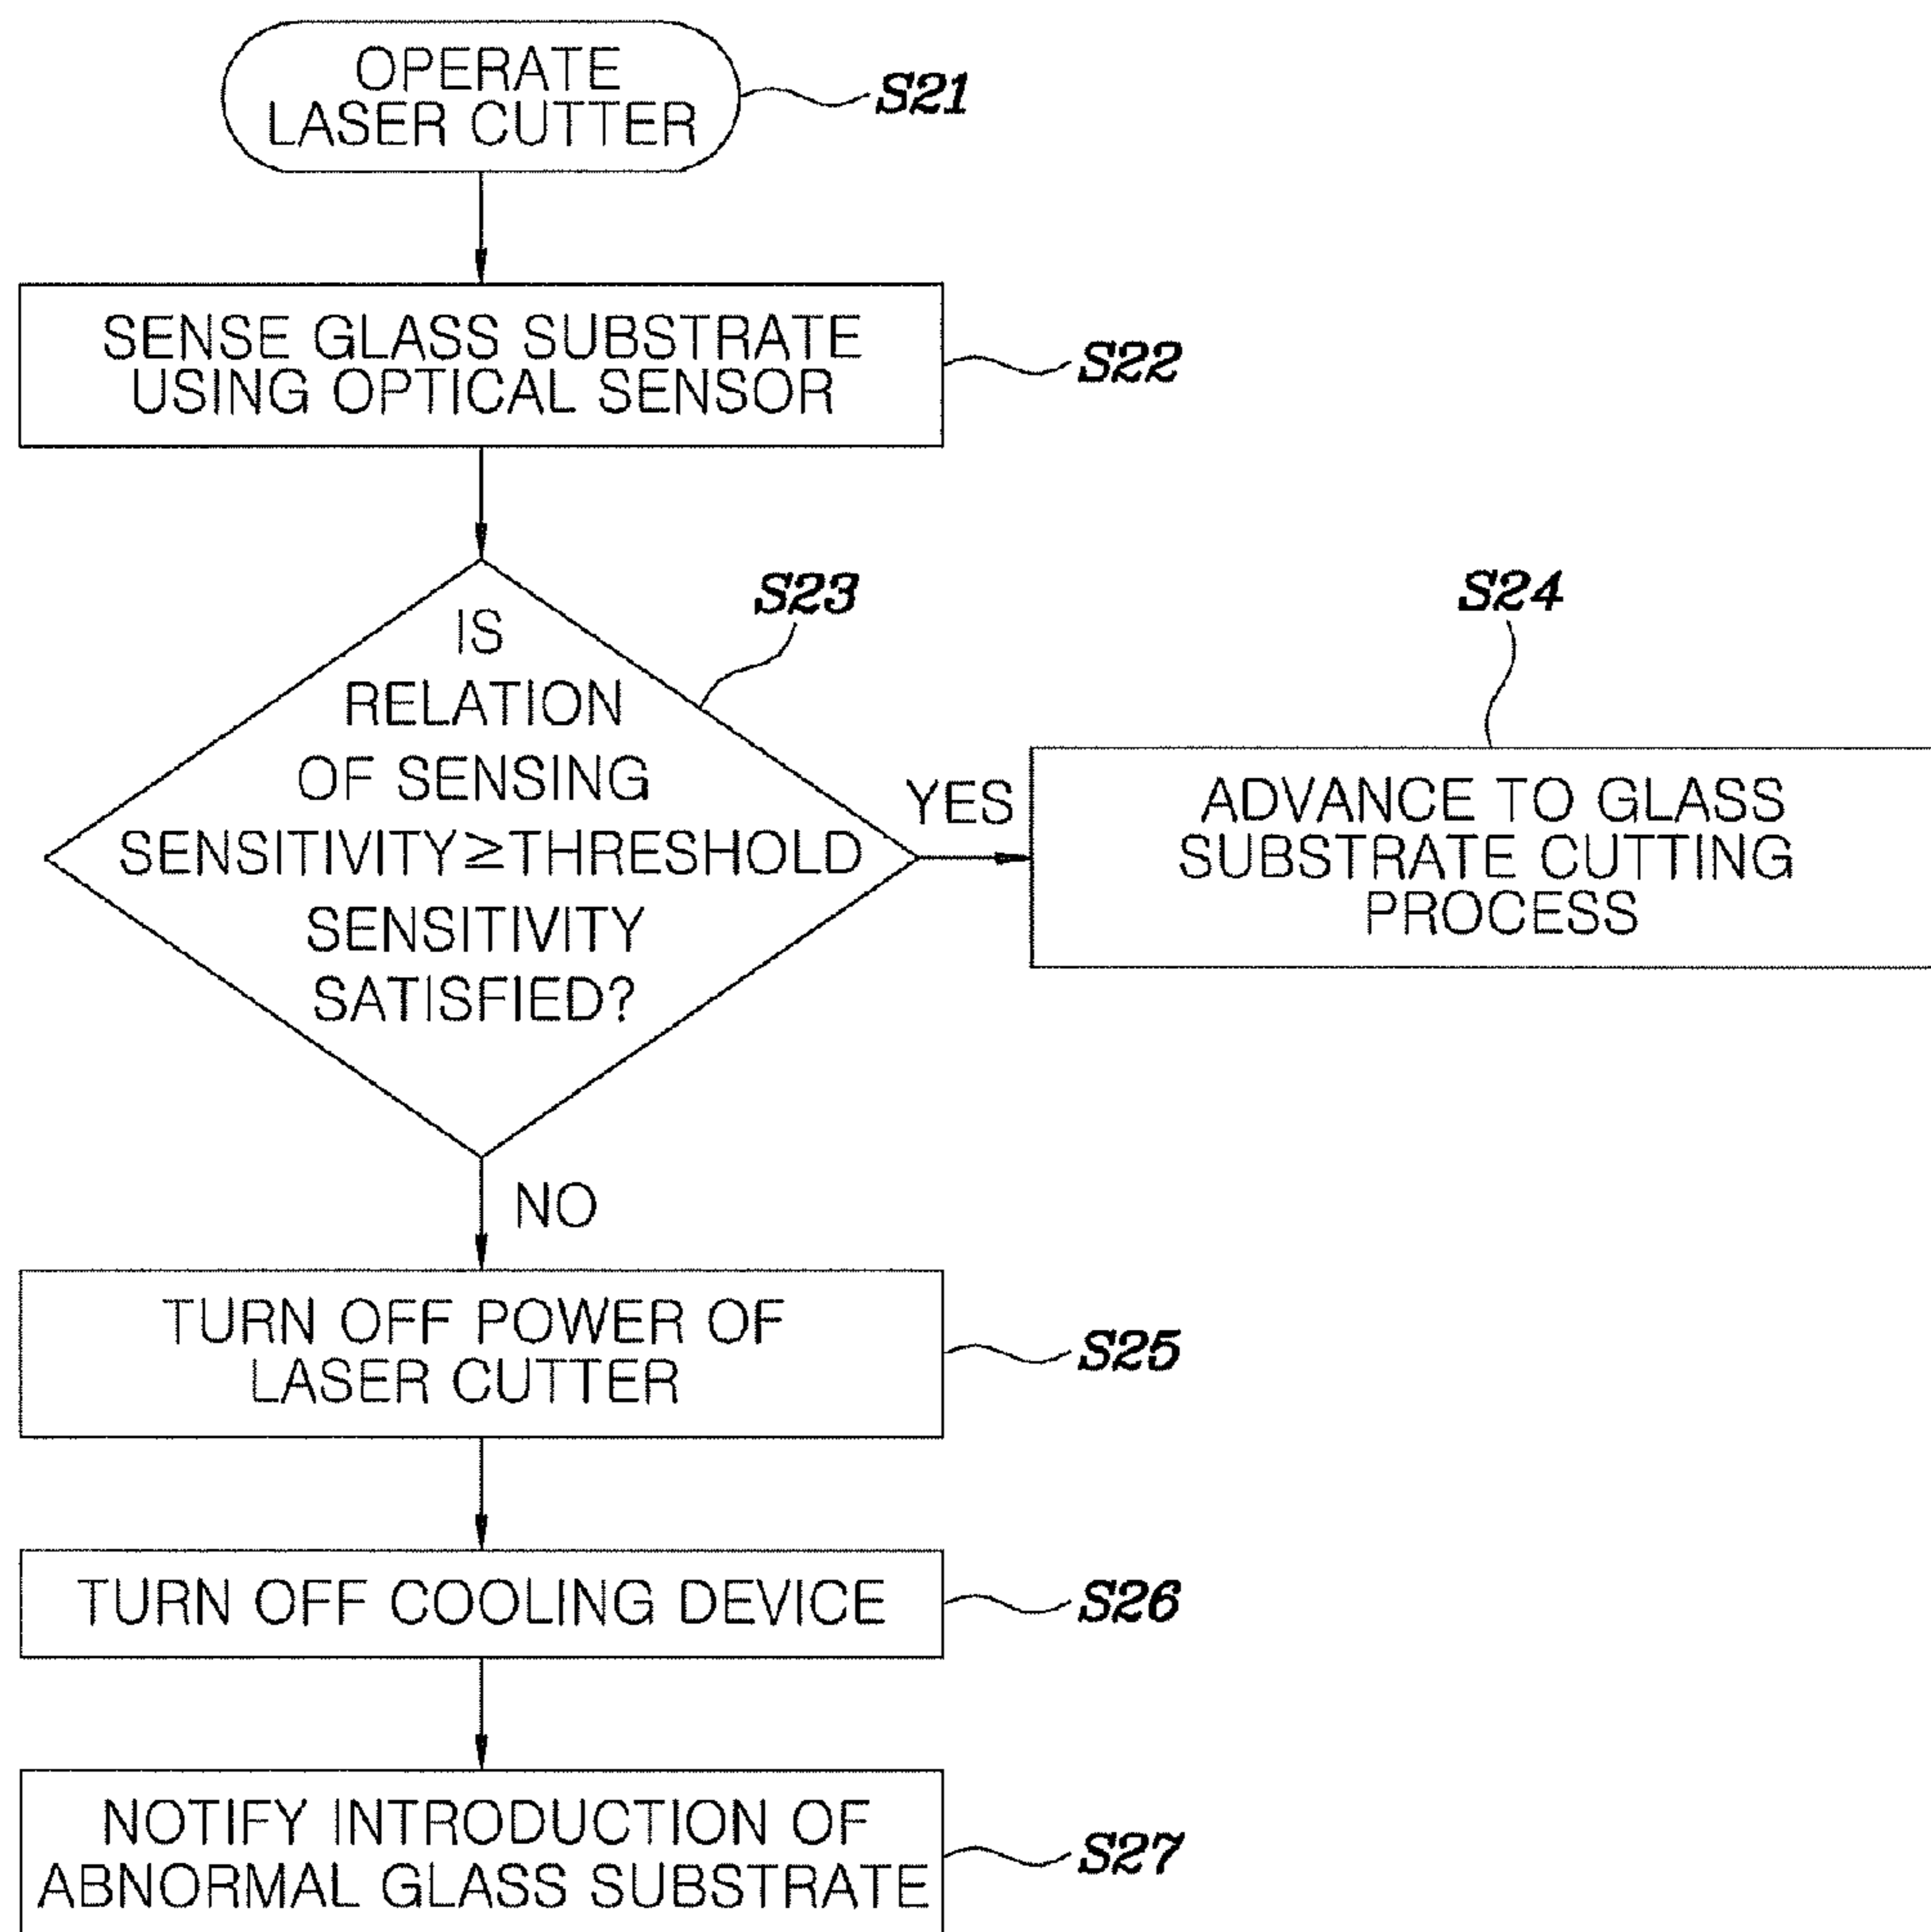 OPERATE
LASER CUTTER
S21
SENSE GLASS SUBSTRATE
USING OPTICAL SENSOR
S22
IS
RELATION
OF SENSING
SENSITIVITY≥THRESHOLD
SENSITIVITY
SATISFIED?
S23
YES
S24
ADVANCE TO GLASS
SUBSTRATE CUTTING
PROCESS
NO
TURN OFF POWER OF
LASER CUTTER
S25
TURN OFF COOLING DEVICE
S26
NOTIFY INTRODUCTION OF
ABNORMAL GLASS SUBSTRATE
S27